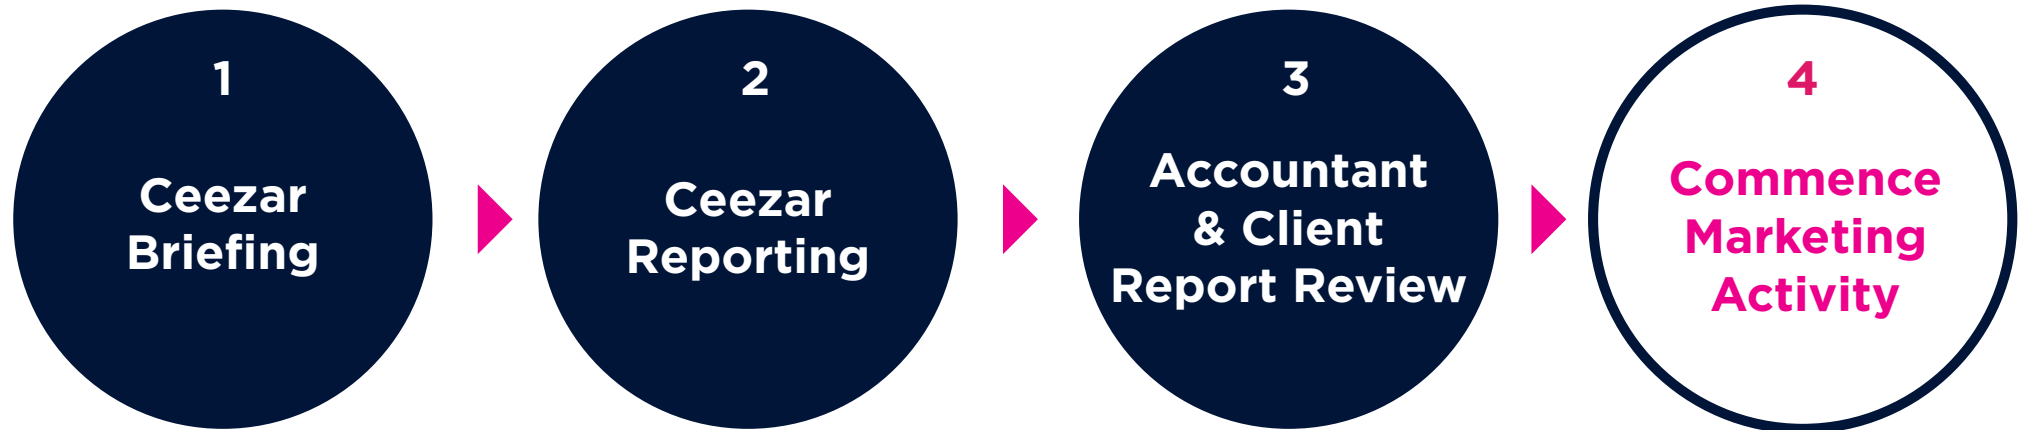 1
Ceezar
Briefing
2
Ceezar
Reporting
3
Accountant
& Client
Report Review
4
Commence
Marketing
Activity